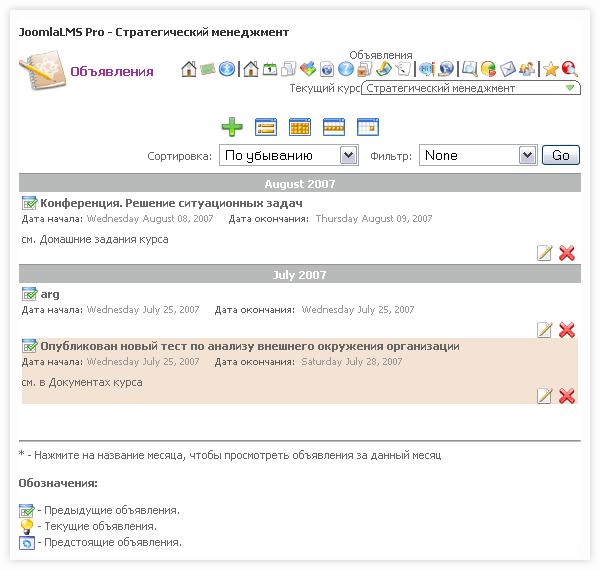 JoomlaLMS Pro - Стратегический менеджмент
Объявления
Объявления
Текущий курс Стратегический менеджмент
Сортировка: По убыванию Фильтр: None Go
August 2007
Конференция. Решение ситуационных задач
Дата начала: Wednesday August 08, 2007 Дата окончания: Thursday August 09, 2007
см. Домашние задания курса
July 2007
arg
Дата начала: Wednesday July 25, 2007 Дата окончания: Wednesday July 25, 2007
Опубликован новый тест по анализу внешнего окружения организации
Дата начала: Wednesday July 25, 2007 Дата окончания: Saturday July 28, 2007
см. в Документах курса
* - Нажмите на название месяца, чтобы просмотреть объявления за данный месяц
Обозначения:
- Предыдущие объявления.
- Текущие объявления.
- Предстоящие объявления.